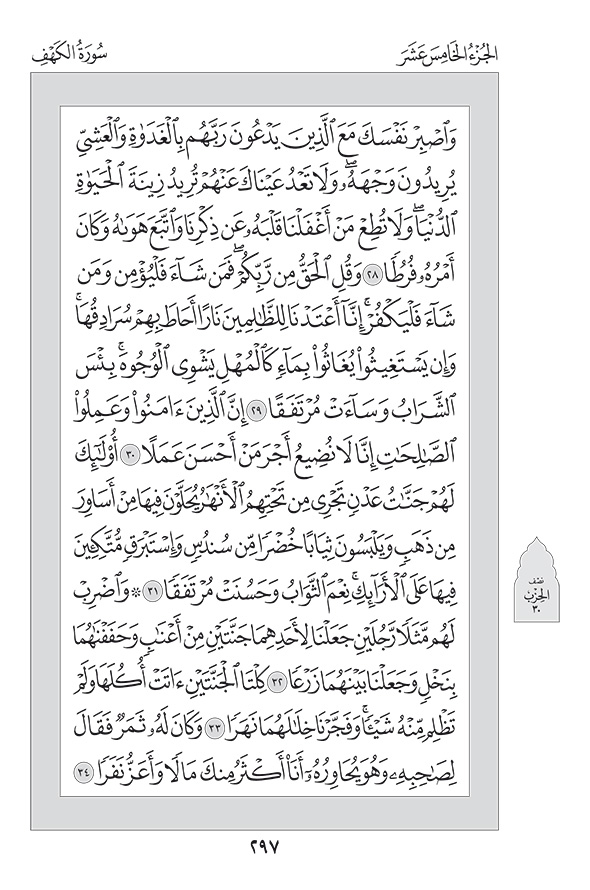 الجُزْءُ الخَامِسَ عَشَرَ
سُورَةُ الكَهْفِ
وَٱصْبِرْ نَفْسَكَ مَعَ ٱلَّذِينَ يَدْعُونَ رَبَّهُم بِٱلْغَدَوٰةِ وَٱلْعَشِيِّ
يُرِيدُونَ وَجْهَهُۥۖ وَلَا تَعْدُ عَيْنَاكَ عَنْهُمْ تُرِيدُ زِينَةَ ٱلْحَيَوٰةِ
ٱلدُّنْيَاۖ وَلَا تُطِعْ مَنْ أَغْفَلْنَا قَلْبَهُۥ عَن ذِكْرِنَا وَٱتَّبَعَ هَوَىٰهُ وَكَانَ
أَمْرُهُۥ فُرُطًا ٢٨ وَقُلِ ٱلْحَقُّ مِن رَّبِّكُمْۖ فَمَن شَآءَ فَلْيُؤْمِن وَمَن
شَآءَ فَلْيَكْفُرْۚ إِنَّآ أَعْتَدْنَا لِلظَّٰلِمِينَ نَارًا أَحَاطَ بِهِمْ سُرَادِقُهَاۚ
وَإِن يَسْتَغِيثُوا۟ يُغَاثُوا۟ بِمَآءٍ كَٱلْمُهْلِ يَشْوِى ٱلْوُجُوهَۚ بِئْسَ
ٱلشَّرَابُ وَسَآءَتْ مُرْتَفَقًا ٢٩ إِنَّ ٱلَّذِينَ ءَامَنُوا۟ وَعَمِلُوا۟
ٱلصَّٰلِحَٰتِ إِنَّا لَا نُضِيعُ أَجْرَ مَنْ أَحْسَنَ عَمَلًا ٣٠ أُو۟لَٰٓئِكَ
لَهُمْ جَنَّٰتُ عَدْنٍ تَجْرِى مِن تَحْتِهِمُ ٱلْأَنْهَٰرُ يُحَلَّوْنَ فِيهَا مِنْ أَسَاوِرَ
مِن ذَهَبٍ وَيَلْبَسُونَ ثِيَابًا خُضْرًا مِّن سُندُسٍ وَإِسْتَبْرَقٍ مُّتَّكِـِٔينَ
فِيهَا عَلَى ٱلْأَرَآئِكِۚ نِعْمَ ٱلثَّوَابُ وَحَسُنَتْ مُرْتَفَقًا ٣١ ۞ وَٱضْرِبْ
لَهُم مَّثَلًا رَّجُلَيْنِ جَعَلْنَا لِأَحَدِهِمَا جَنَّتَيْنِ مِنْ أَعْنَٰبٍ وَحَفَفْنَٰهُمَا
بِنَخْلٍ وَجَعَلْنَا بَيْنَهُمَا زَرْعًا ٣٢ كِلْتَا ٱلْجَنَّتَيْنِ ءَاتَتْ أُكُلَهَا وَلَمْ
تَظْلِم مِّنْهُ شَيْـًٔاۚ وَفَجَّرْنَا خِلَٰلَهُمَا نَهَرًا ٣٣ وَكَانَ لَهُۥ ثَمَرٌ فَقَالَ
لِصَٰحِبِهِۦ وَهُوَ يُحَاوِرُهُۥٓ أَنَا۠ أَكْثَرُ مِنكَ مَالًا وَأَعَزُّ نَفَرًا ٣٤
نصف
الحزب
٣٠
٢٩٧